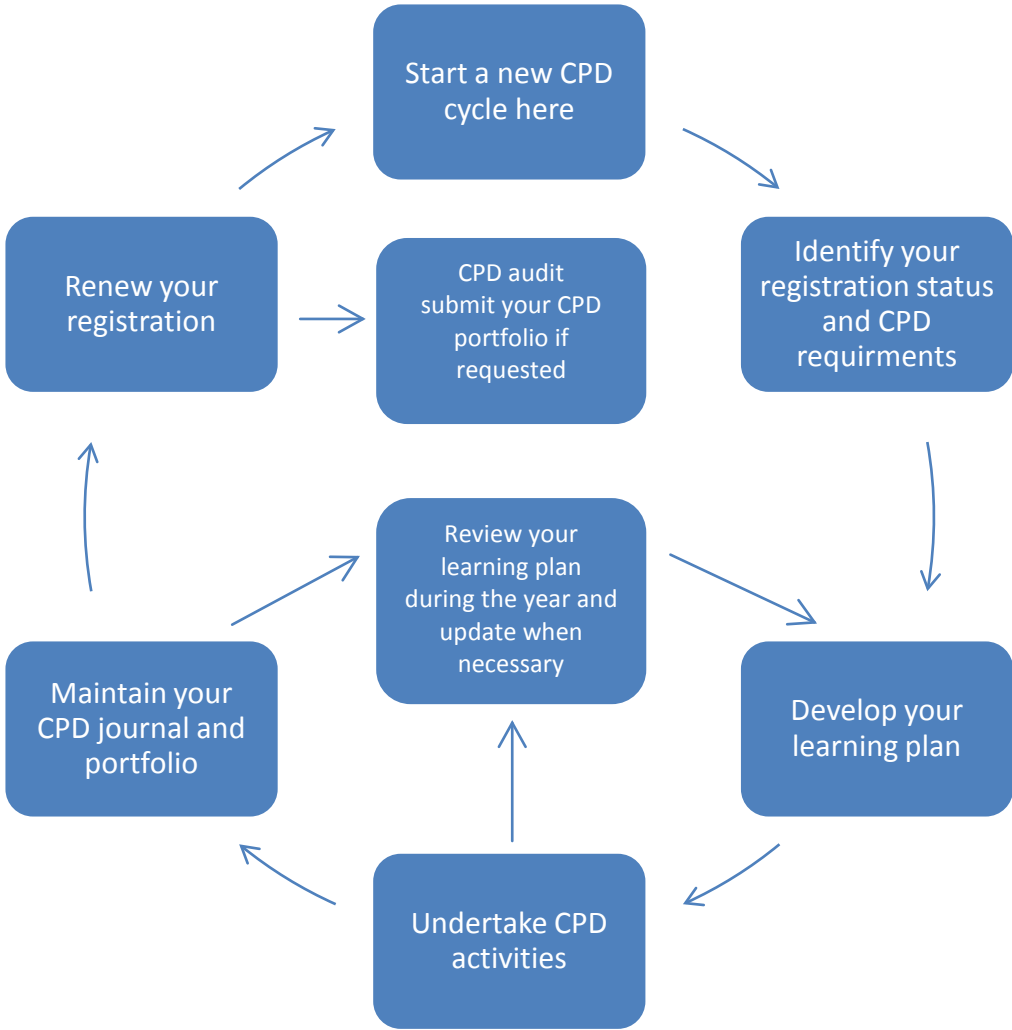 Start a new CPD
cycle here
Identify your
registration status
and CPD
requirments
Develop your
learning plan
Undertake CPD
activities
Maintain your
CPD journal and
portfolio
Renew your
registration
CPD audit
submit your CPD
portfolio if
requested
Review your
learning plan
during the year and
update when
necessary